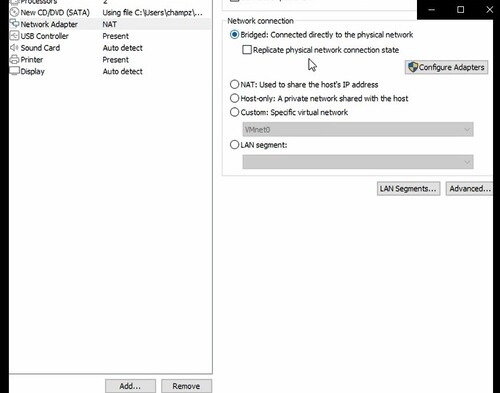 Processors 2
New CD/DVD (SATA) Using file C:\Users\champz\,...
Network Adapter NAT
USB Controller Present
Sound Card Auto detect
Printer Present
Display Auto detect
Add...
Remove
Network connection
Bridged: Connected directly to the physical network
Replicate physical network connection state
Configure Adapters
NAT: Used to share the host's IP address
Host-only: A private network shared with the host
Custom: Specific virtual network
VMnet0
LAN segment:
LAN Segments...
Advanced...